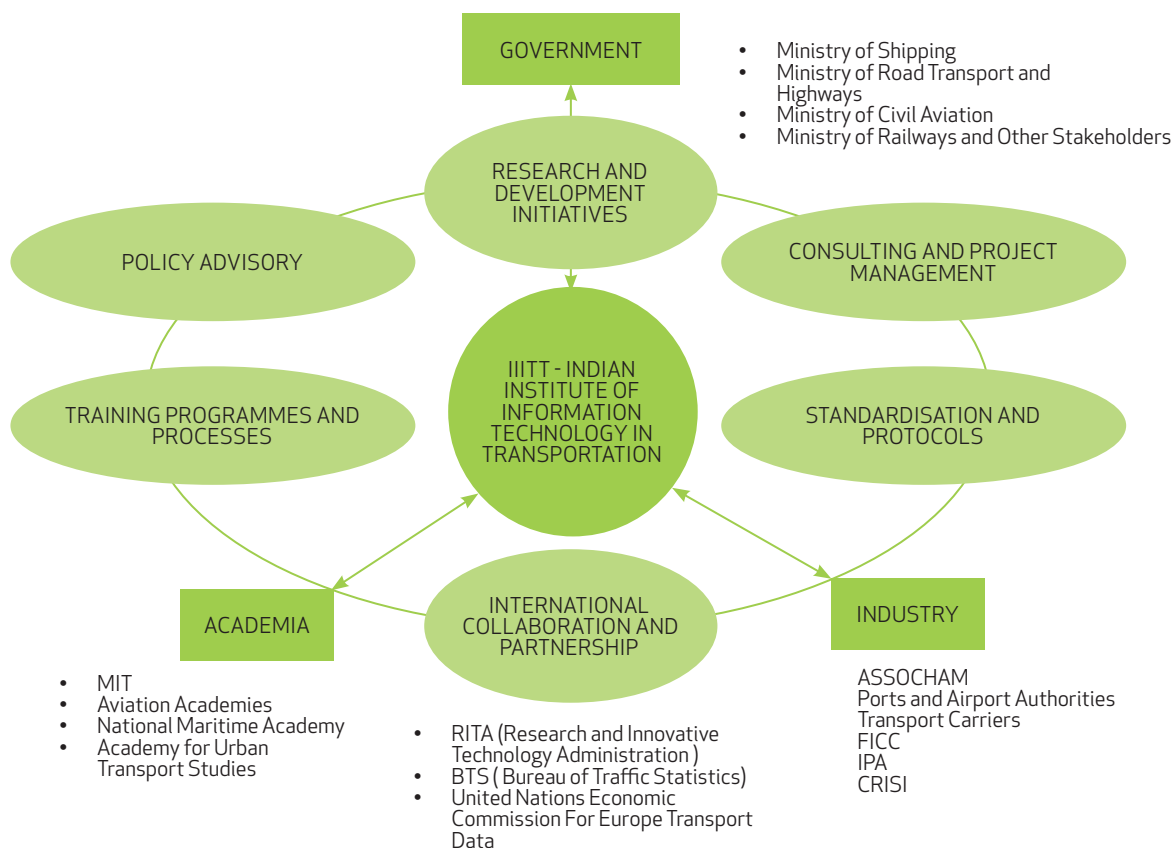 GOVERNMENT
• Ministry of Shipping
• Ministry of Road Transport and
Highways
• Ministry of Civil Aviation
• Ministry of Railways and Other Stakeholders
RESEARCH AND
DEVELOPMENT
INITIATIVES
POLICY ADVISORY
CONSULTING AND PROJECT
MANAGEMENT
IIITT - INDIAN
INSTITUTE OF
INFORMATION
TECHNOLOGY IN
TRANSPORTATION
TRAINING PROGRAMMES AND
PROCESSES
STANDARDISATION AND
PROTOCOLS
ACADEMIA
INTERNATIONAL
COLLABORATION AND
PARTNERSHIP
INDUSTRY
• MIT
• Aviation Academies
• National Maritime Academy
• Academy for Urban
Transport Studies
• RITA (Research and Innovative
Technology Administration )
• BTS ( Bureau of Traffic Statistics)
• United Nations Economic
Commission For Europe Transport
Data
ASSOCHAM
Ports and Airport Authorities
Transport Carriers
FICC
IPA
CRISI